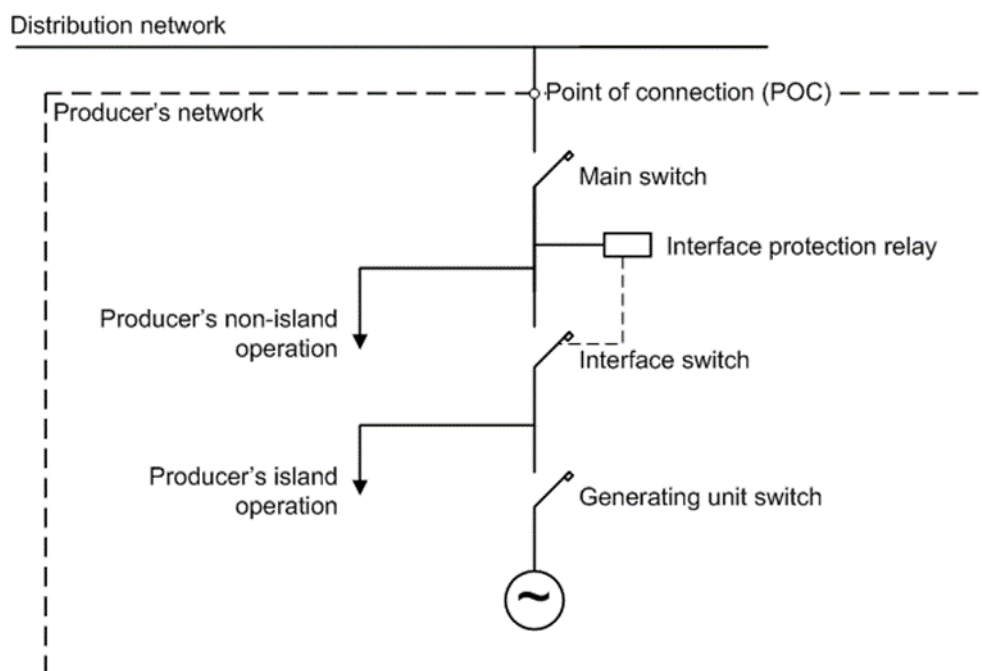 Distribution network
Point of connection (POC)
Producer's network
Main switch
Interface protection relay
Producer's non-island
operation
Interface switch
Producer's island
operation
Generating unit switch
~